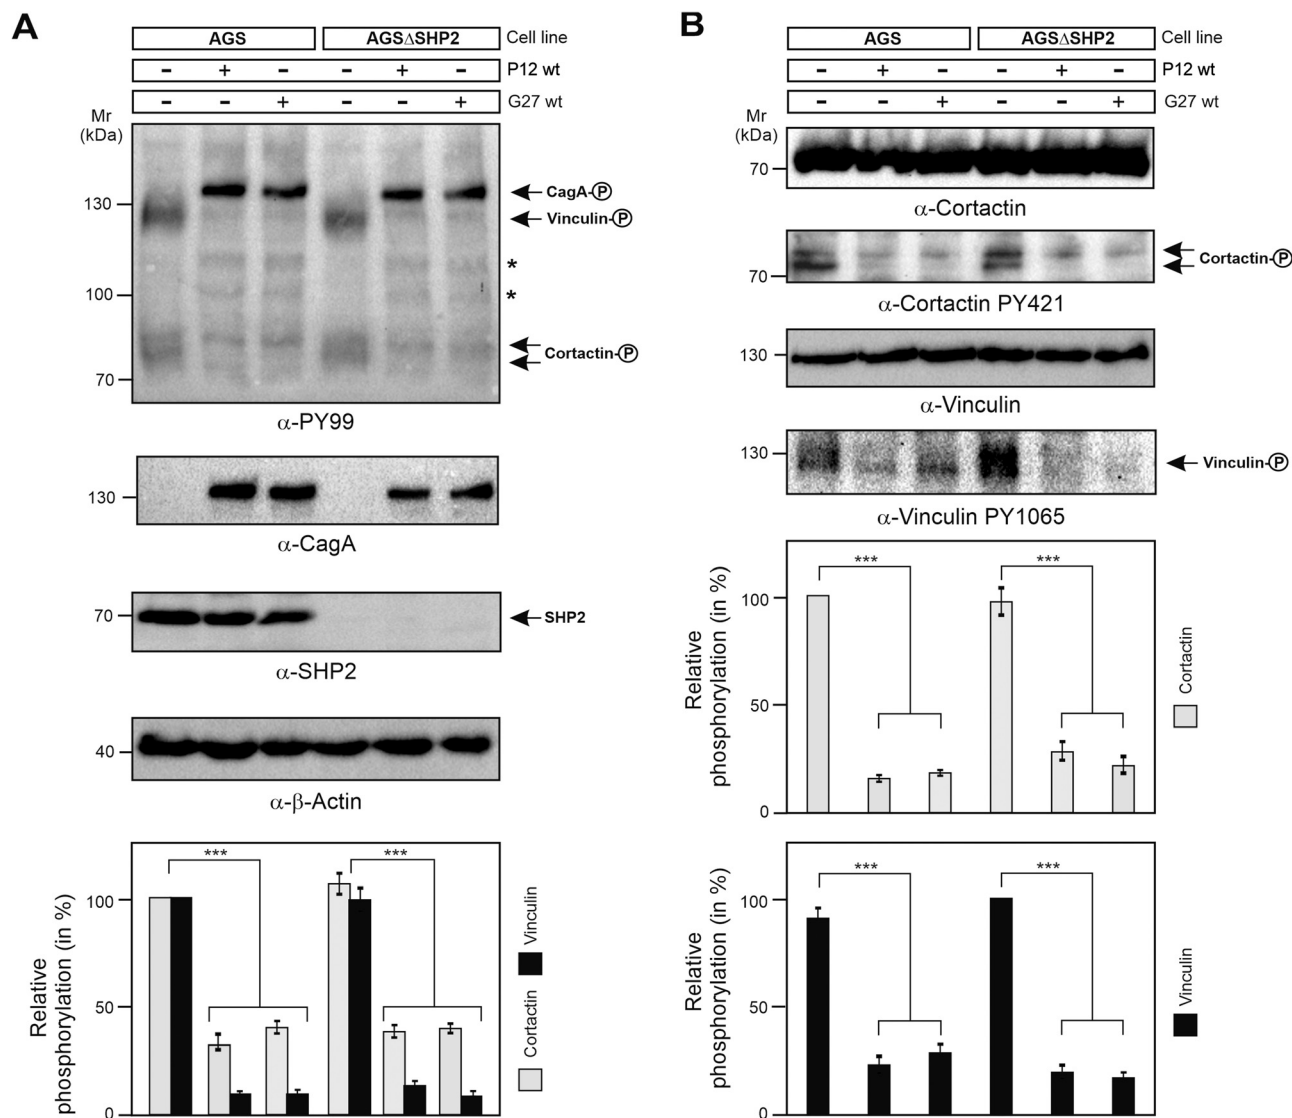 A
AGS AGSΔSHP2 Cell line
– + – – + – P12 wt
– – + – – + G27 wt
Mr
(kDa)
130
100
70
CagA-Ⓟ
Vinculin-Ⓟ
*
*
Cortactin-Ⓟ
α-PY99
130
α-CagA
70
SHP2
α-SHP2
40
α-β-Actin
Relative
phosphorylation (in %)
100
50
0
*** ***
Vinculin
Cortactin
B
AGS AGSΔSHP2 Cell line
– + – – + – P12 wt
– – + – – + G27 wt
Mr
(kDa)
70
α-Cortactin
70
Cortactin-Ⓟ
α-Cortactin PY421
130
α-Vinculin
130
Vinculin-Ⓟ
α-Vinculin PY1065
Relative
phosphorylation (in %)
100
50
0
*** ***
Cortactin
Relative
phosphorylation (in %)
100
50
0
*** ***
Vinculin